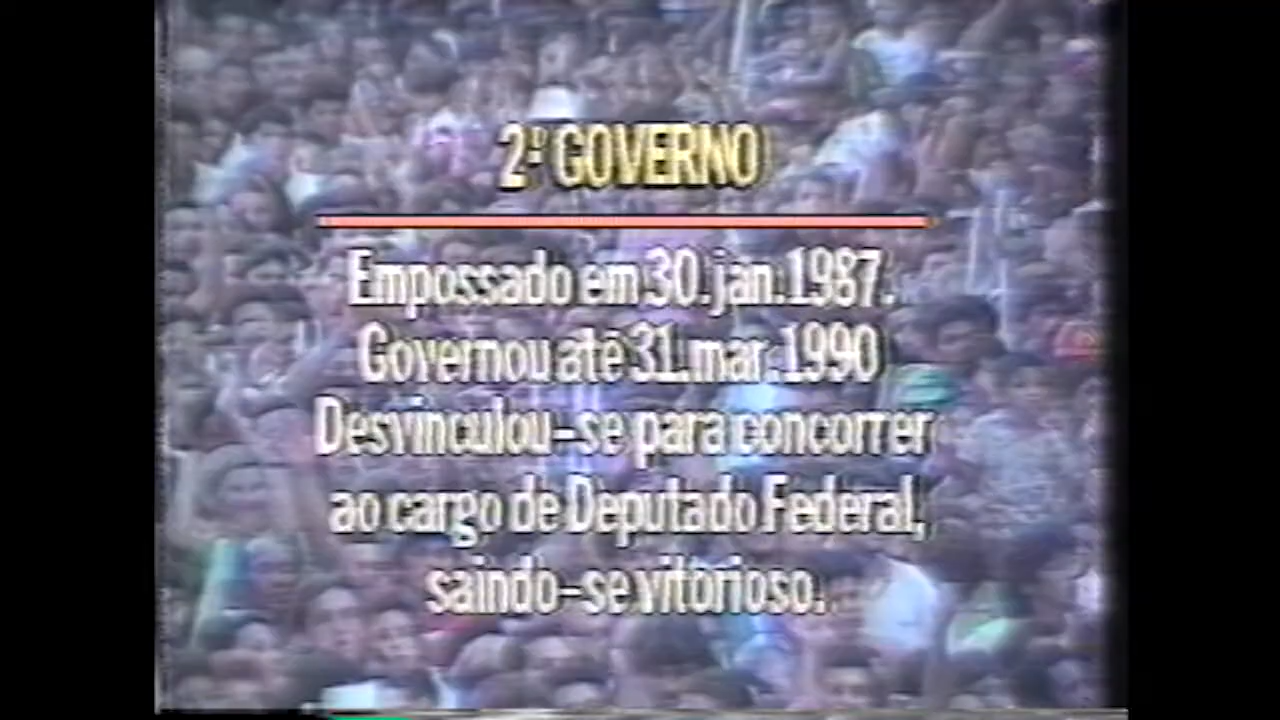 2º GOVERNO
Empossado em 30.jan.1987.
Governou até 31.mar.1990
Desvinculou-se para concorrer
ao cargo de Deputado Federal,
saindo-se vitorioso.